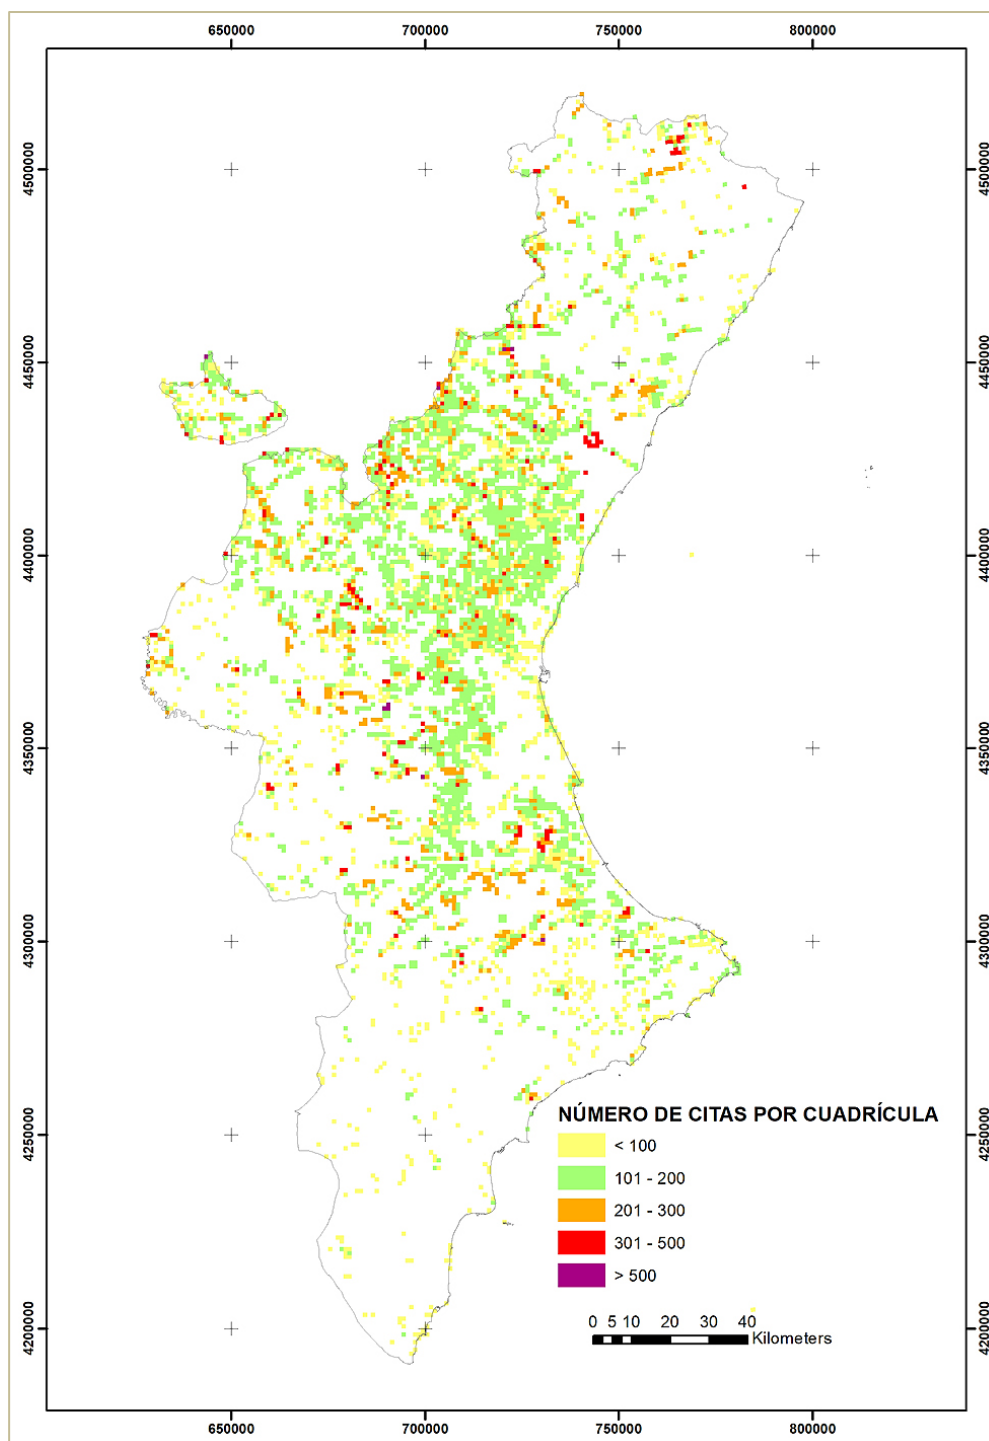 650000 700000 750000 800000
4500000 4500000
4450000 4450000
4400000 4400000
4350000 4350000
4300000 4300000
4250000 4250000
4200000 4200000
NÚMERO DE CITAS POR CUADRÍCULA
< 100
101 - 200
201 - 300
301 - 500
> 500
0 5 10 20 30 40
Kilometers
650000 700000 750000 800000